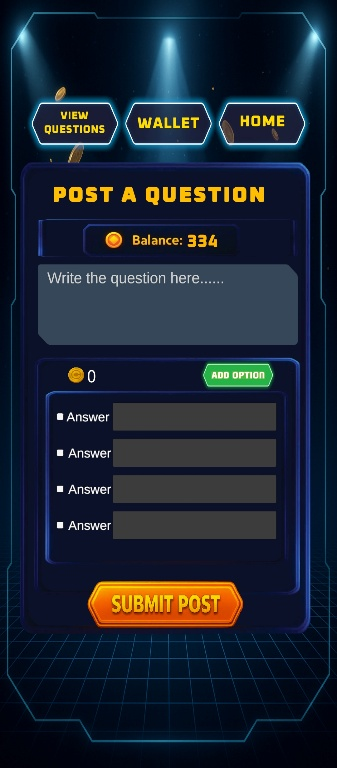 VIEW
QUESTIONS
WALLET
HOME
POST A QUESTION
Balance: 334
Write the question here......
0
ADD OPTION
Answer
Answer
Answer
Answer
SUBMIT POST